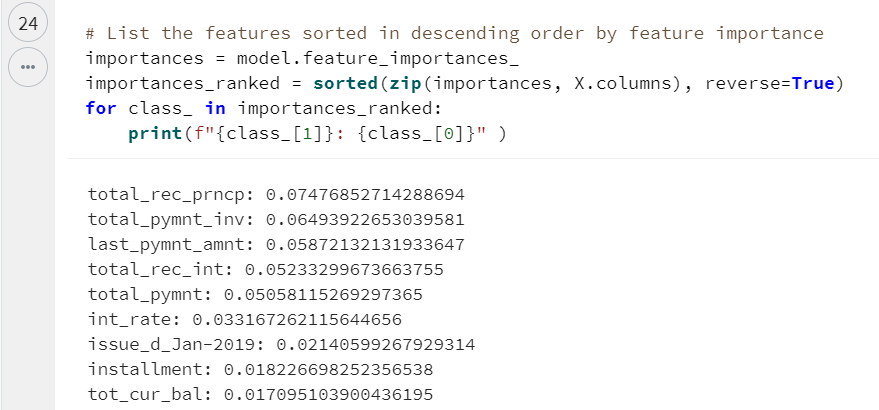 24
...
# List the features sorted in descending order by feature importance
importances = model.feature_importances_
importances_ranked = sorted(zip(importances, X.columns), reverse=True)
for class_ in importances_ranked:
    print(f"{class_[1]}: {class_[0]}" )
total_rec_prncp: 0.07476852714288694
total_pymnt_inv: 0.06493922653039581
last_pymnt_amnt: 0.05872132131933647
total_rec_int: 0.05233299673663755
total_pymnt: 0.05058115269297365
int_rate: 0.033167262115644656
issue_d_Jan-2019: 0.02140599267929314
installment: 0.018226698252356538
tot_cur_bal: 0.017095103900436195